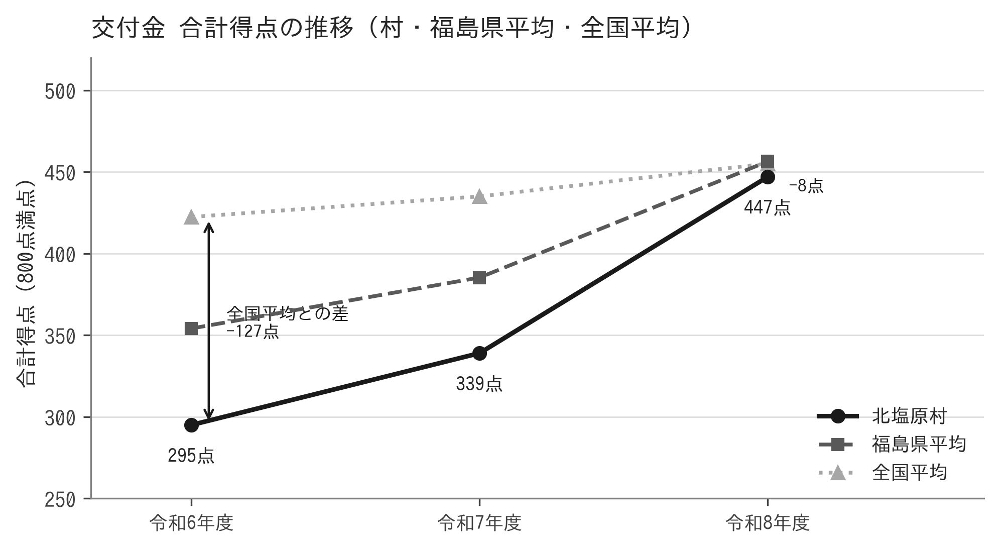 交付金 合計得点の推移（村・福島県平均・全国平均）
合計得点（800点満点）
500
450
400
350
300
250
-8点
447点
全国平均との差
-127点
339点
295点
北塩原村
福島県平均
全国平均
令和6年度
令和7年度
令和8年度